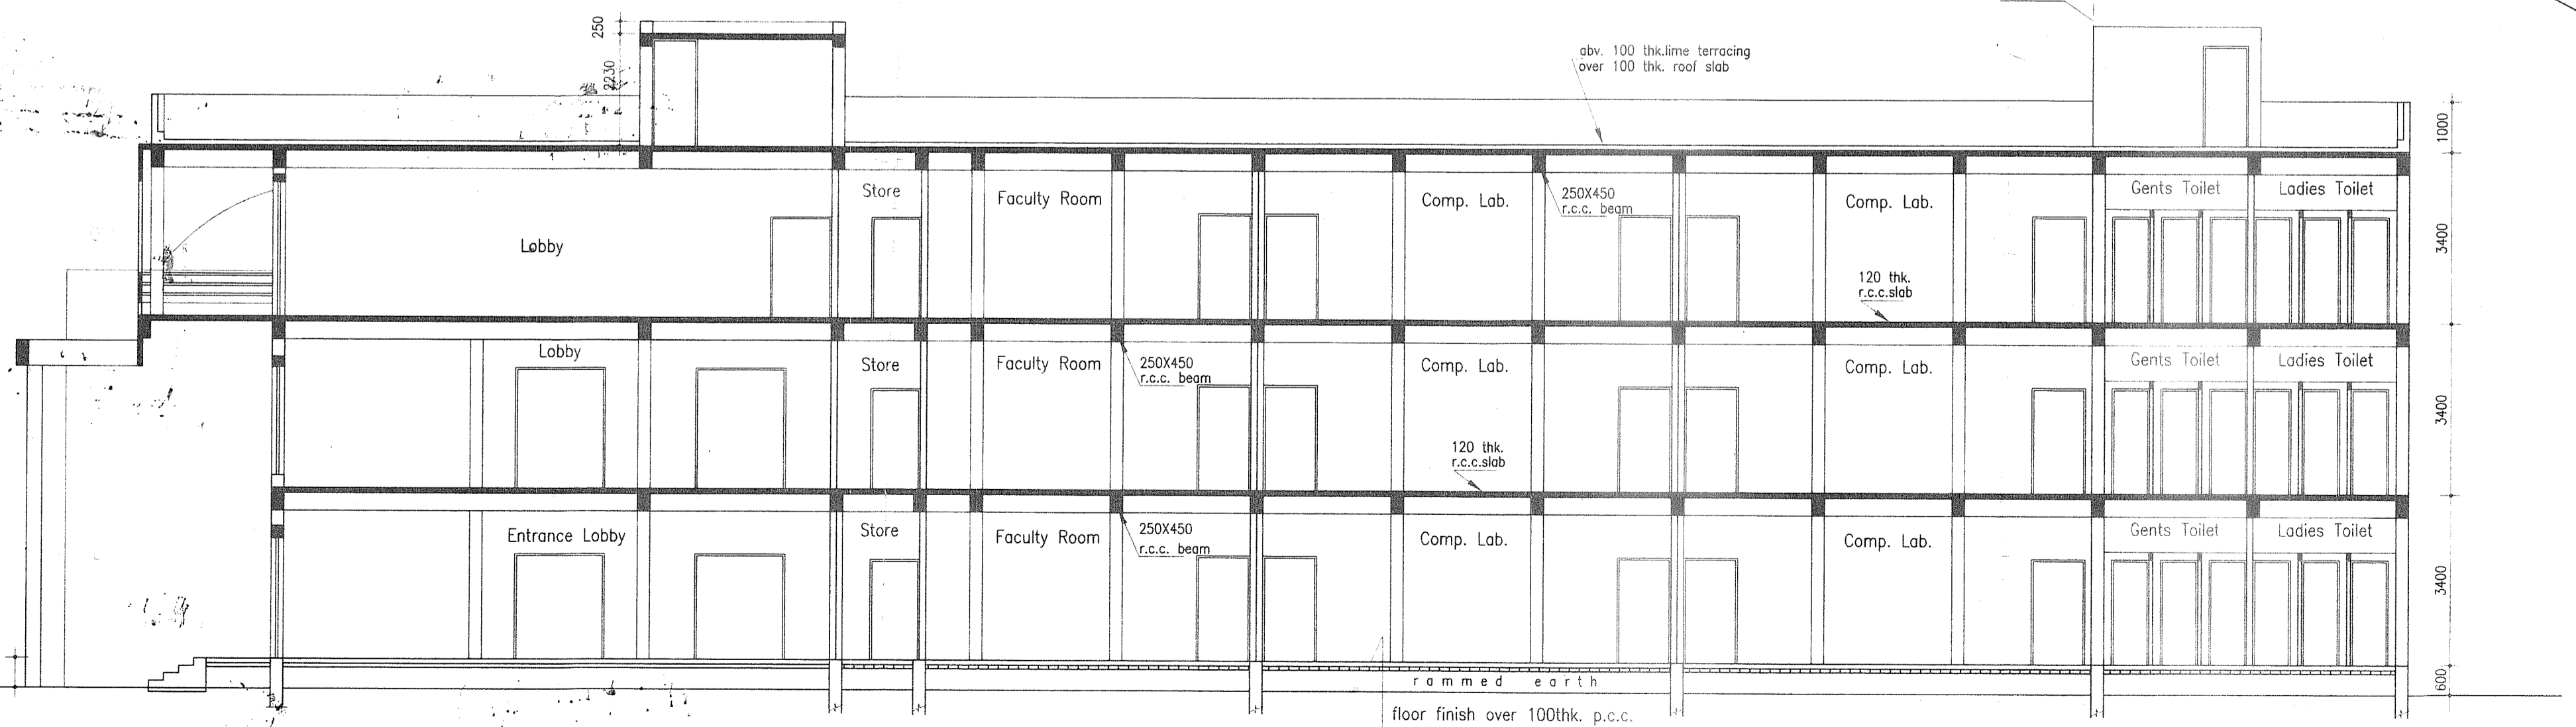 250
2230
abv. 100 thk.lime terracing
over 100 thk. roof slab
1000
Store
Faculty Room
Comp. Lab.
250X450
r.c.c. beam
Comp. Lab.
Gents Toilet
Ladies Toilet
Lobby
3400
120 thk.
r.c.c.slab
Lobby
Store
Faculty Room
250X450
r.c.c. beam
Comp. Lab.
Comp. Lab.
Gents Toilet
Ladies Toilet
3400
120 thk.
r.c.c.slab
Entrance Lobby
Store
Faculty Room
250X450
r.c.c. beam
Comp. Lab.
Comp. Lab.
Gents Toilet
Ladies Toilet
3400
rammed earth
600
floor finish over 100thk. p.c.c.